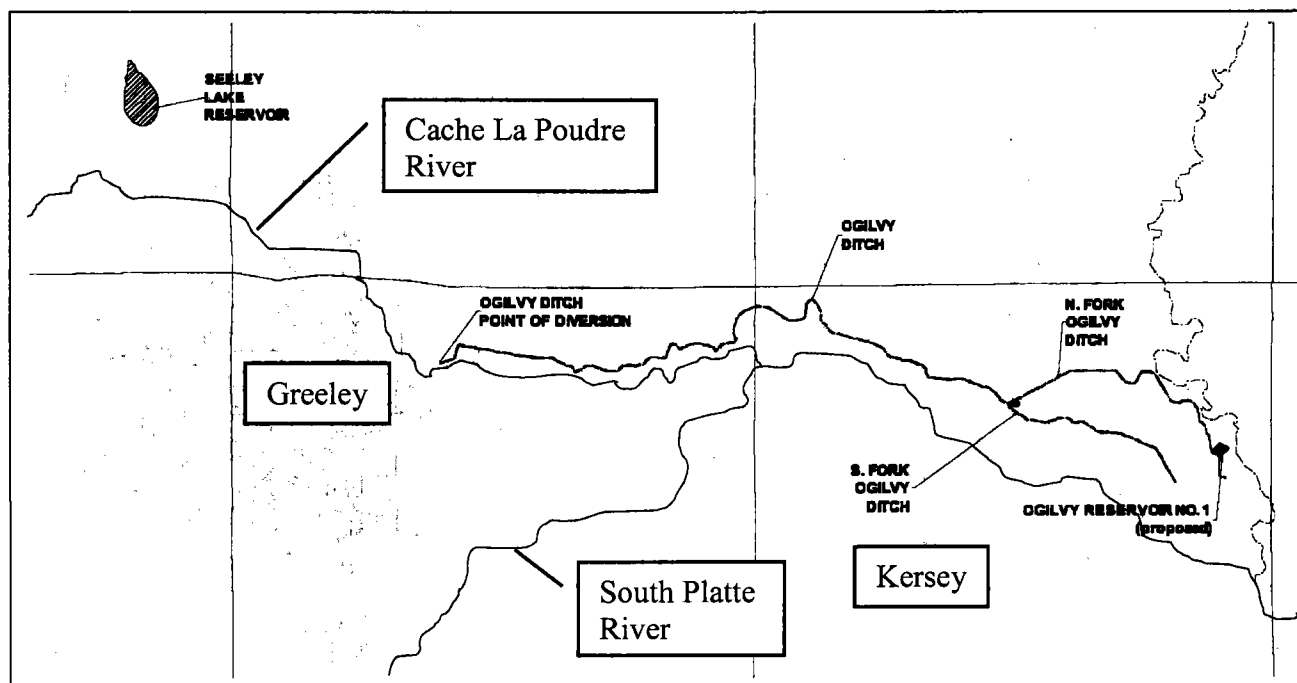 SEELEY
LAKE
RESERVOIR
Cache La Poudre
River
OGILVY
DITCH
OGILVY DITCH
POINT OF DIVERSION
N. FORK
OGILVY
DITCH
Greeley
S. FORK
OGILVY
DITCH
OGILVY RESERVOIR NO. 1
(proposed)
Kersey
South Platte
River